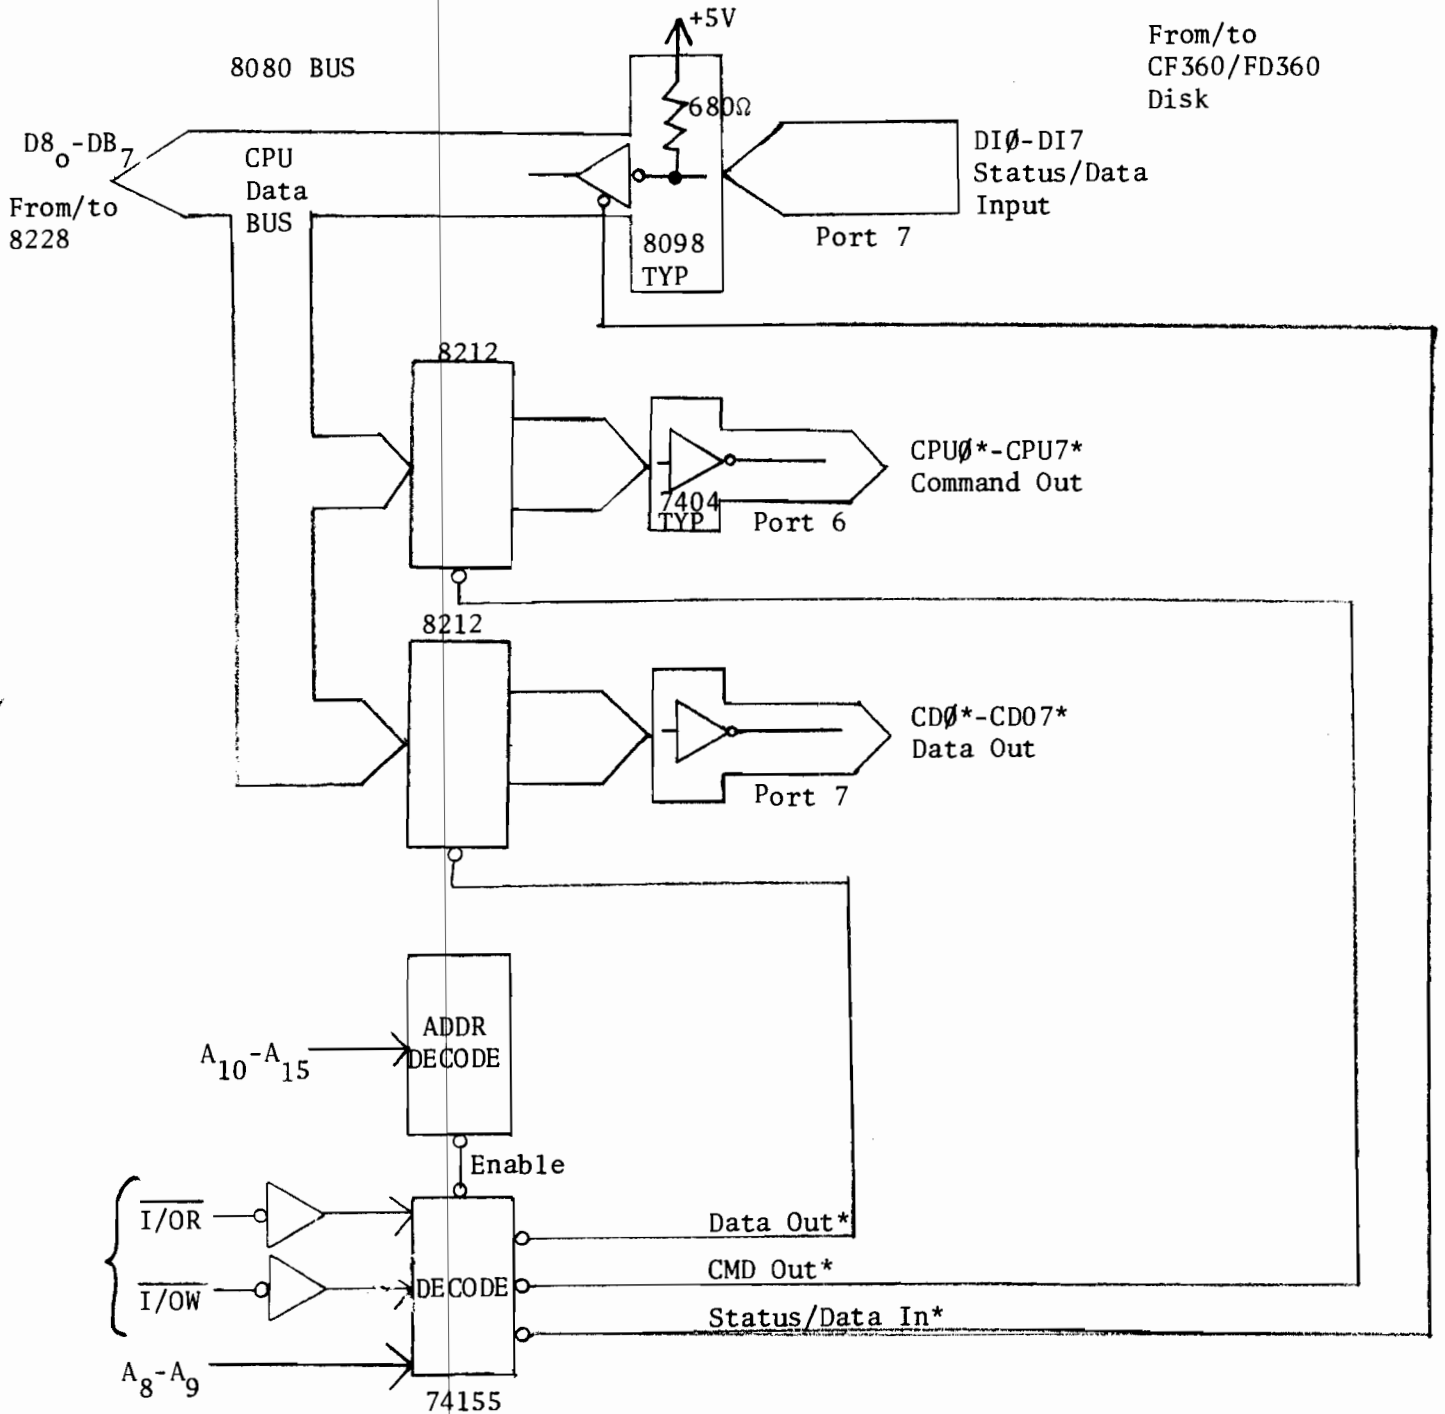 +5V
8080 BUS
From/to
CF360/FD360
Disk
680Ω
D8o-DB7
From/to
8228
CPU
Data
BUS
DIØ-DI7
Status/Data
Input
Port 7
8098
TYP
8212
CPUØ*-CPU7*
Command Out
7404
TYP
Port 6
8212
CDØ*-CDO7*
Data Out
Port 7
ADDR
DECODE
A10-A15
Enable
I/OR
I/OW
A8-A9
DECODE
74155
Data Out*
CMD Out*
Status/Data In*